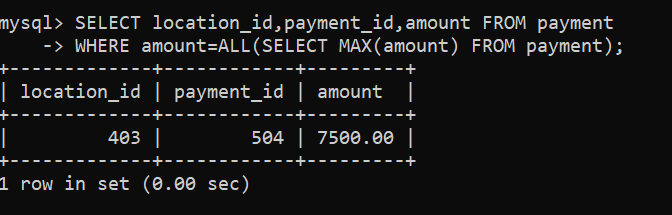 mysql> SELECT location_id,payment_id,amount FROM payment
    -> WHERE amount=ALL(SELECT MAX(amount) FROM payment);
+-------------+------------+---------+
| location_id | payment_id | amount  |
+-------------+------------+---------+
|         403 |        504 | 7500.00 |
+-------------+------------+---------+
1 row in set (0.00 sec)